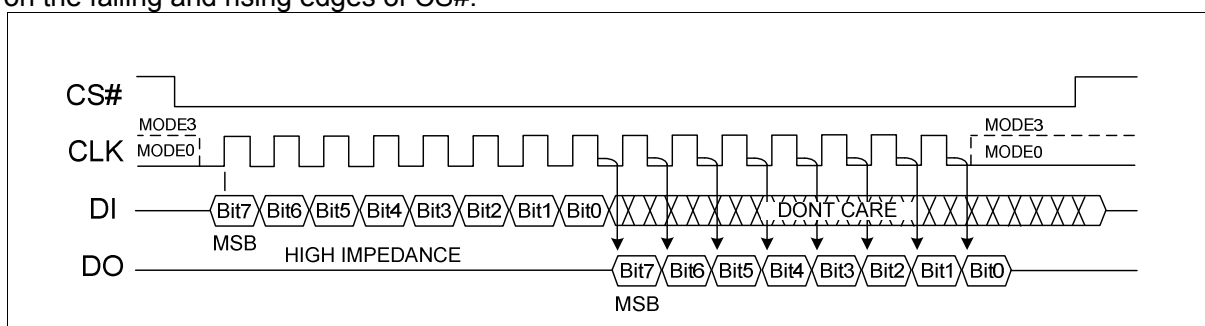 on the falling and rising edges of CS#.
CS#
MODE3
CLK
MODE0
MODE3
MODE0
DI
Bit7 Bit6 Bit5 Bit4 Bit3 Bit2 Bit1 Bit0
DONT CARE
MSB
HIGH IMPEDANCE
DO
Bit7 Bit6 Bit5 Bit4 Bit3 Bit2 Bit1 Bit0
MSB